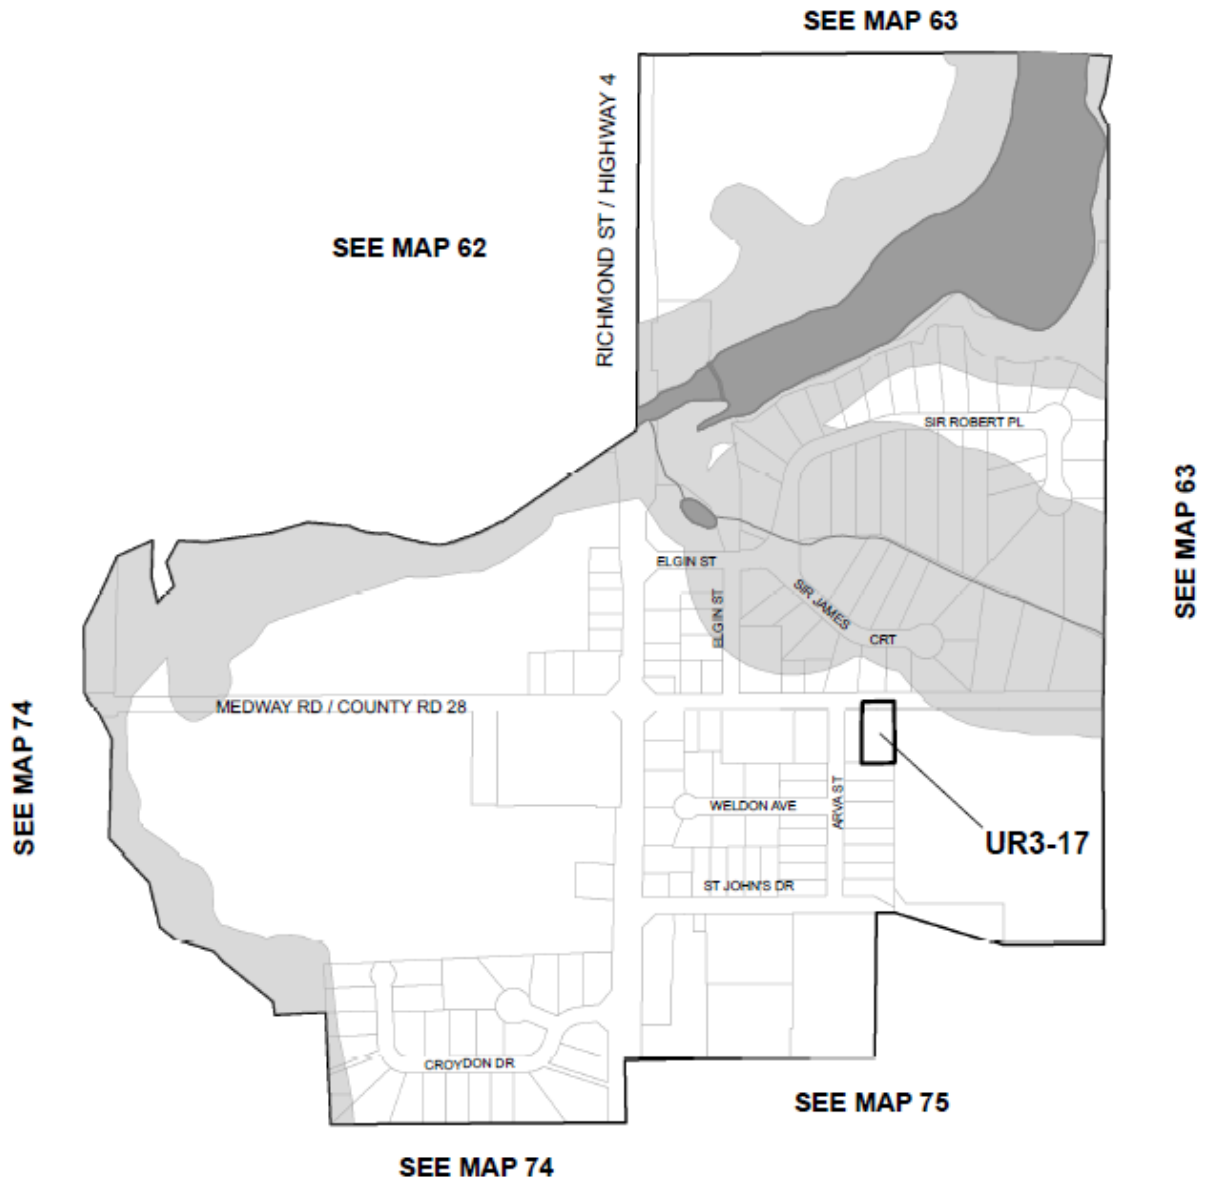 SEE MAP 63
RICHMOND ST / HIGHWAY 4
SEE MAP 62
SIR ROBERT PL
SEE MAP 63
ELGIN ST
ELGIN ST
SIR JAMES
CRT
MEDWAY RD / COUNTY RD 28
SEE MAP 74
WELDON AVE
ARVA ST
UR3-17
ST JOHN'S DR
CROYDON DR
SEE MAP 75
SEE MAP 74